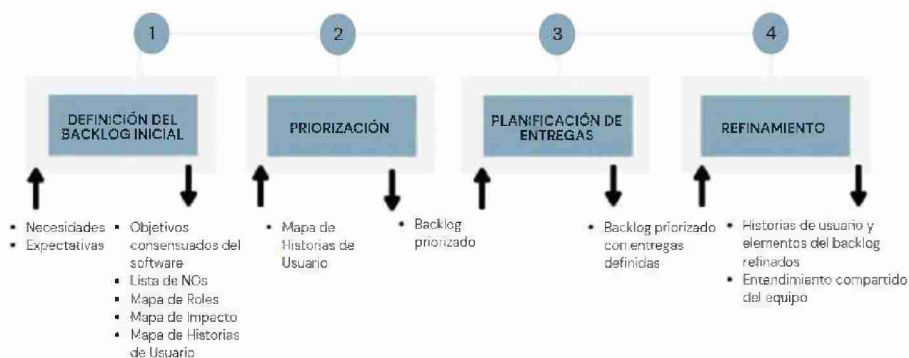 1
2
3
4
DEFINICIÓN DEL
BACKLOG INICIAL
PRIORIZACIÓN
PLANIFICACIÓN DE
ENTREGAS
REFINAMIENTO
• Necesidades
• Expectativas
• Objetivos
consensuados del
software
• Lista de NOs
• Mapa de Roles
• Mapa de Impacto
• Mapa de Historias
de Usuario
• Mapa de
Historias de
Usuario
• Backlog
priorizado
• Backlog priorizado
con entregas
definidas
• Historias de usuario y
elementos del backlog
refinados
• Entendimiento compartido
del equipo